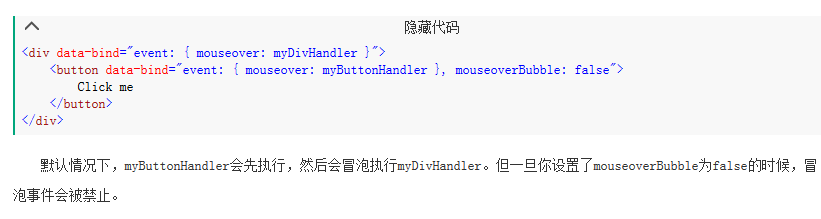 隐藏代码
<div data-bind="event: { mouseover: myDivHandler }">
    <button data-bind="event: { mouseover: myButtonHandler }, mouseoverBubble: false">
        Click me
    </button>
</div>
默认情况下，myButtonHandler会先执行，然后会冒泡执行myDivHandler。但一旦你设置了mouseoverBubble为false的时候，冒
泡事件会被禁止。